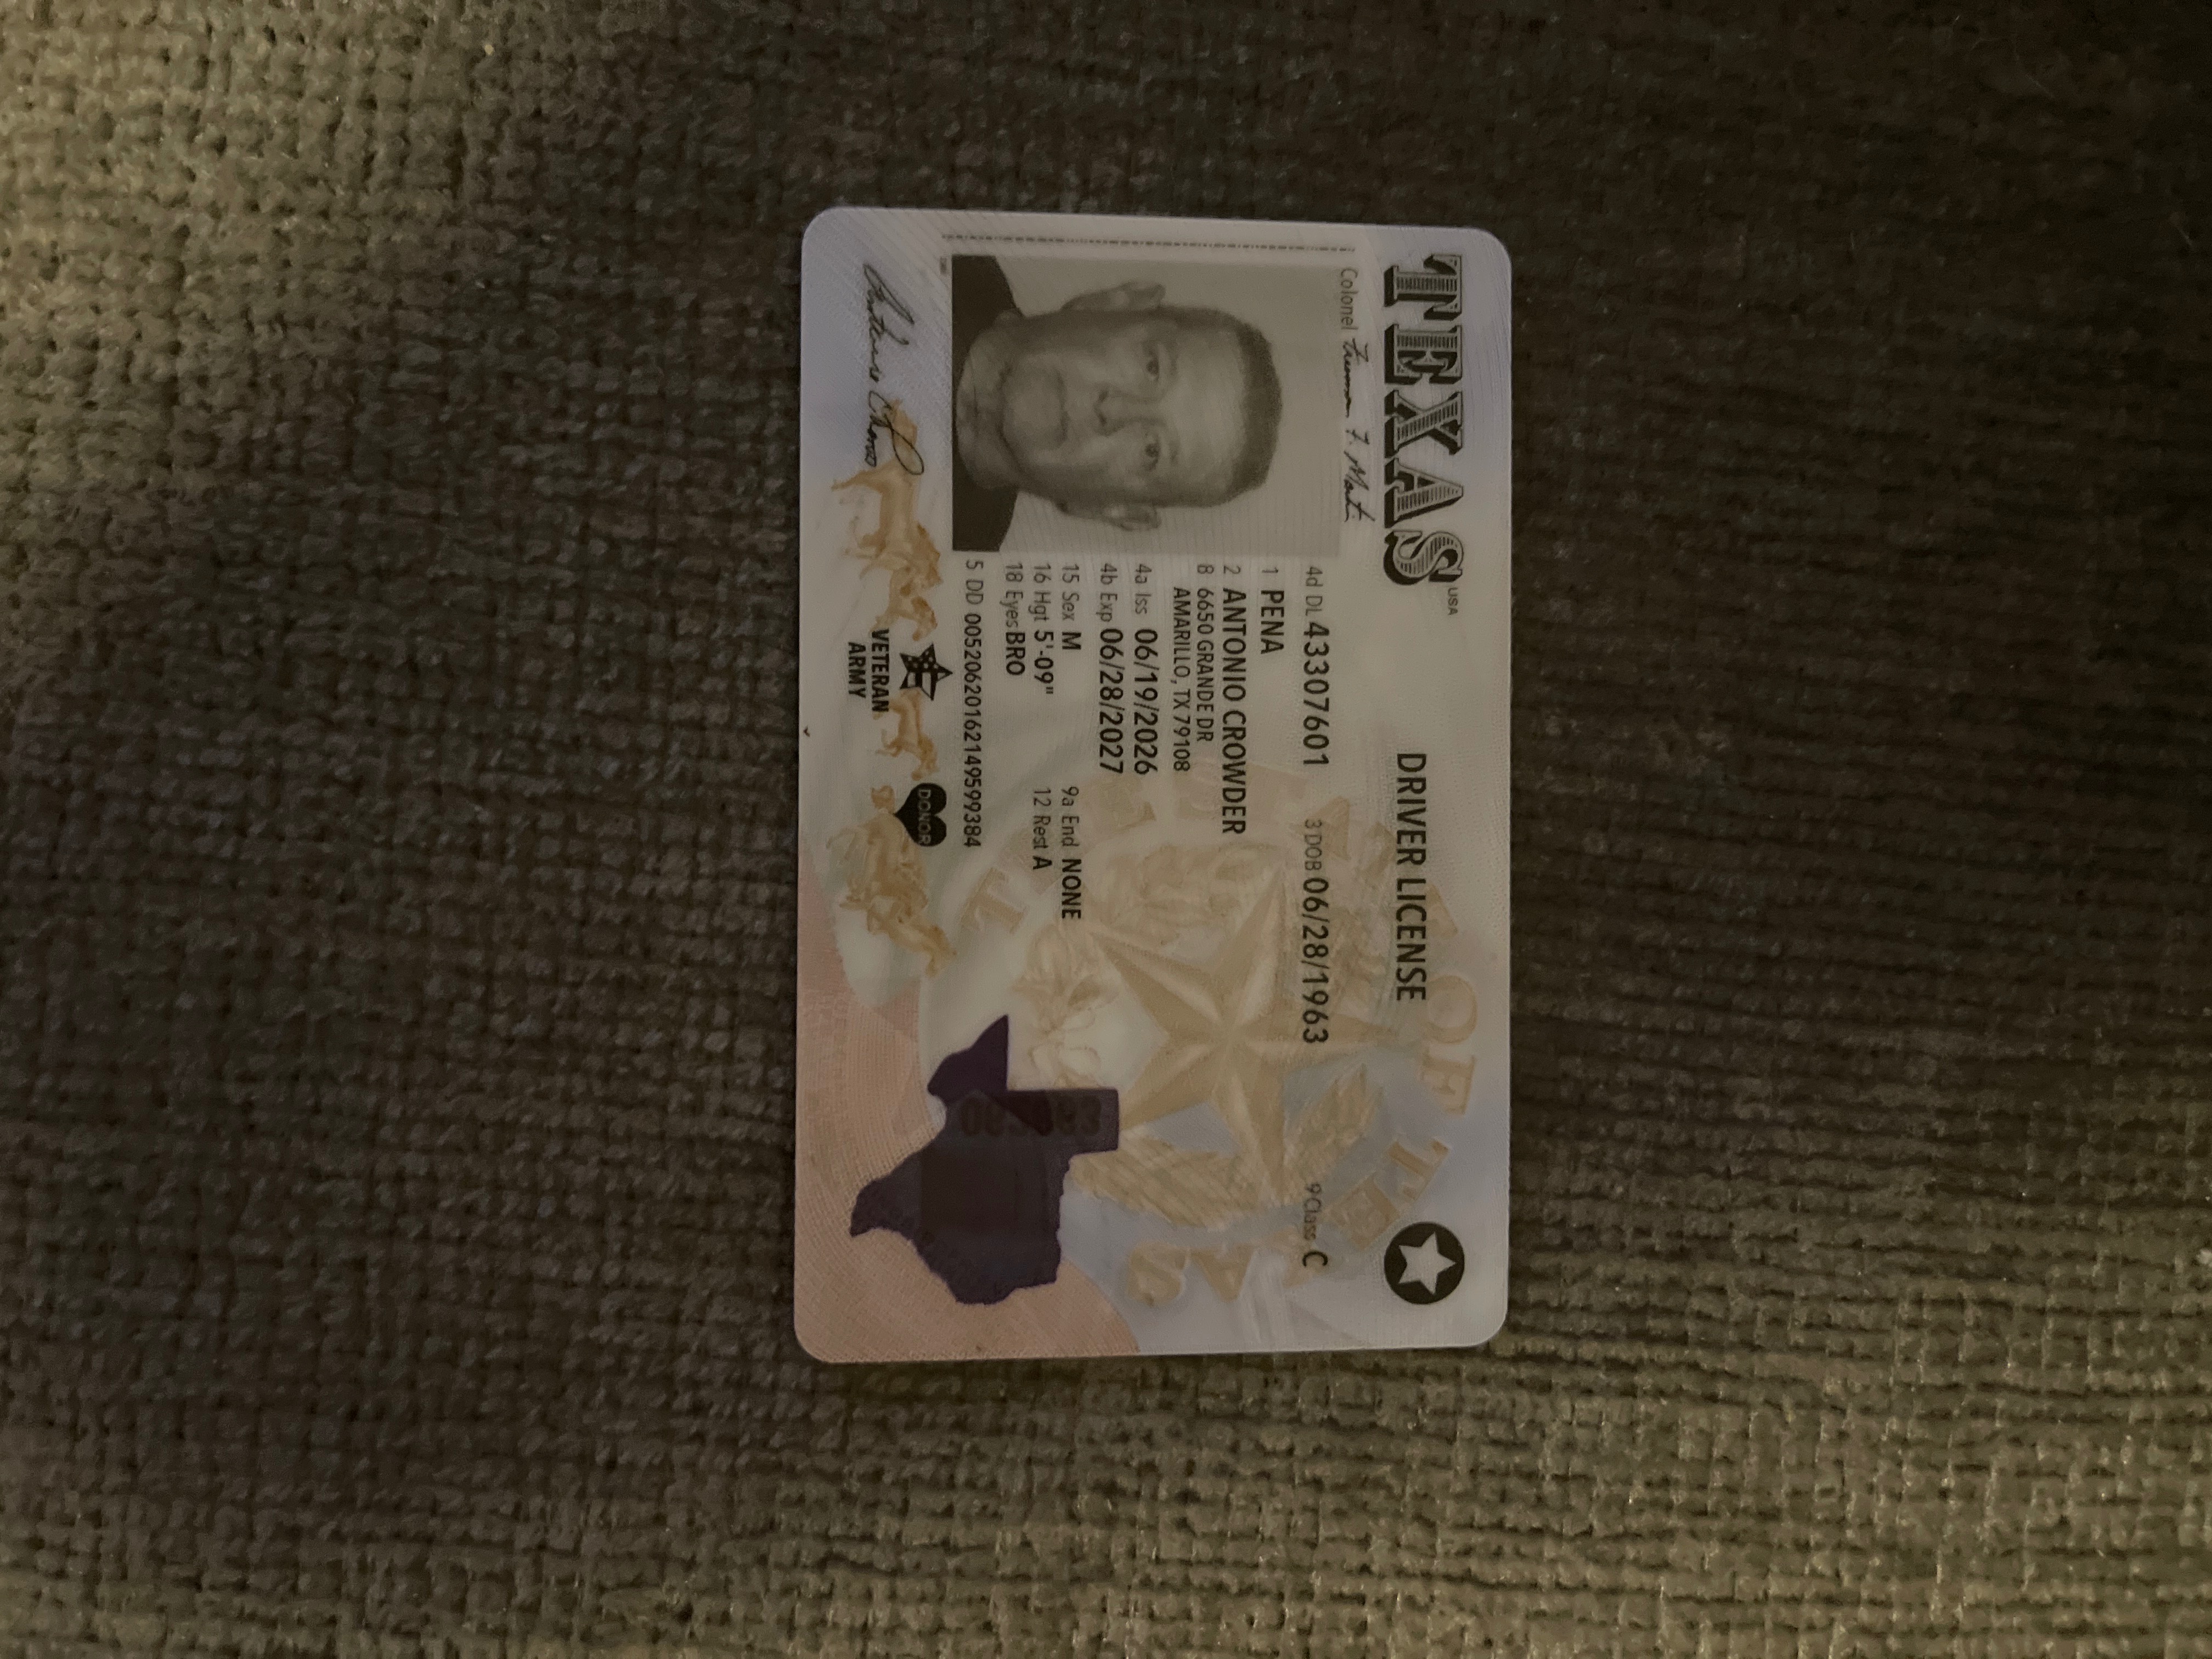 TEXAS USA
DRIVER LICENSE
Colonel
4d DL 43307601 3 DOB 06/28/1963 9 Class C
1 PENA
2 ANTONIO CROWDER
8 6650 GRANDE DR
AMARILLO, TX 79108
4a Iss 06/19/2026
4b Exp 06/28/2027
15 Sex M 9a End NONE
16 Hgt 5'-09" 12 Rest A
18 Eyes BRO
5 DD 00520620162149599384
DONOR
VETERAN
ARMY